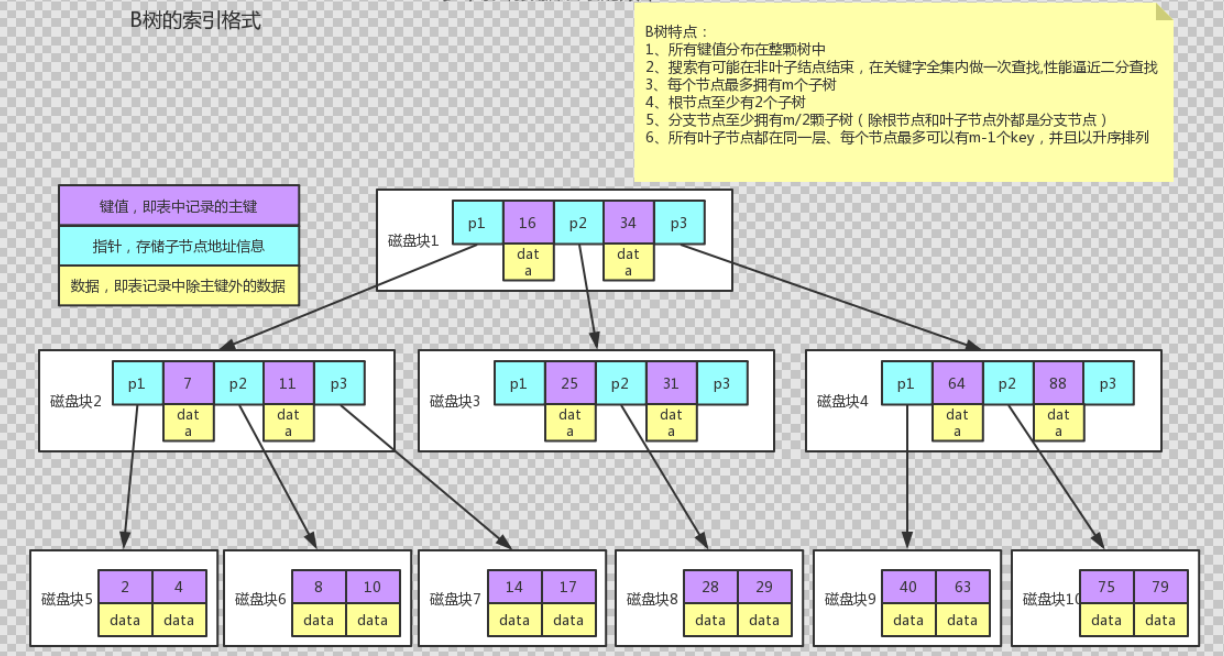 B树的索引格式
B树特点：
1、所有键值分布在整颗树中
2、搜索有可能在非叶子结点结束，在关键字全集内做一次查找,性能逼近二分查找
3、每个节点最多拥有m个子树
4、根节点至少有2个子树
5、分支节点至少拥有m/2颗子树（除根节点和叶子节点外都是分支节点）
6、所有叶子节点都在同一层、每个节点最多可以有m-1个key，并且以升序排列
键值，即表中记录的主键
指针，存储子节点地址信息
数据，即表记录中除主键外的数据
磁盘块1
p1 16 p2 34 p3
dat dat
a a
磁盘块2
p1 7 p2 11 p3
dat dat
a a
磁盘块3
p1 25 p2 31 p3
dat dat
a a
磁盘块4
p1 64 p2 88 p3
dat dat
a a
磁盘块5
2 4
data data
磁盘块6
8 10
data data
磁盘块7
14 17
data data
磁盘块8
28 29
data data
磁盘块9
40 63
data data
磁盘块10
75 79
data data